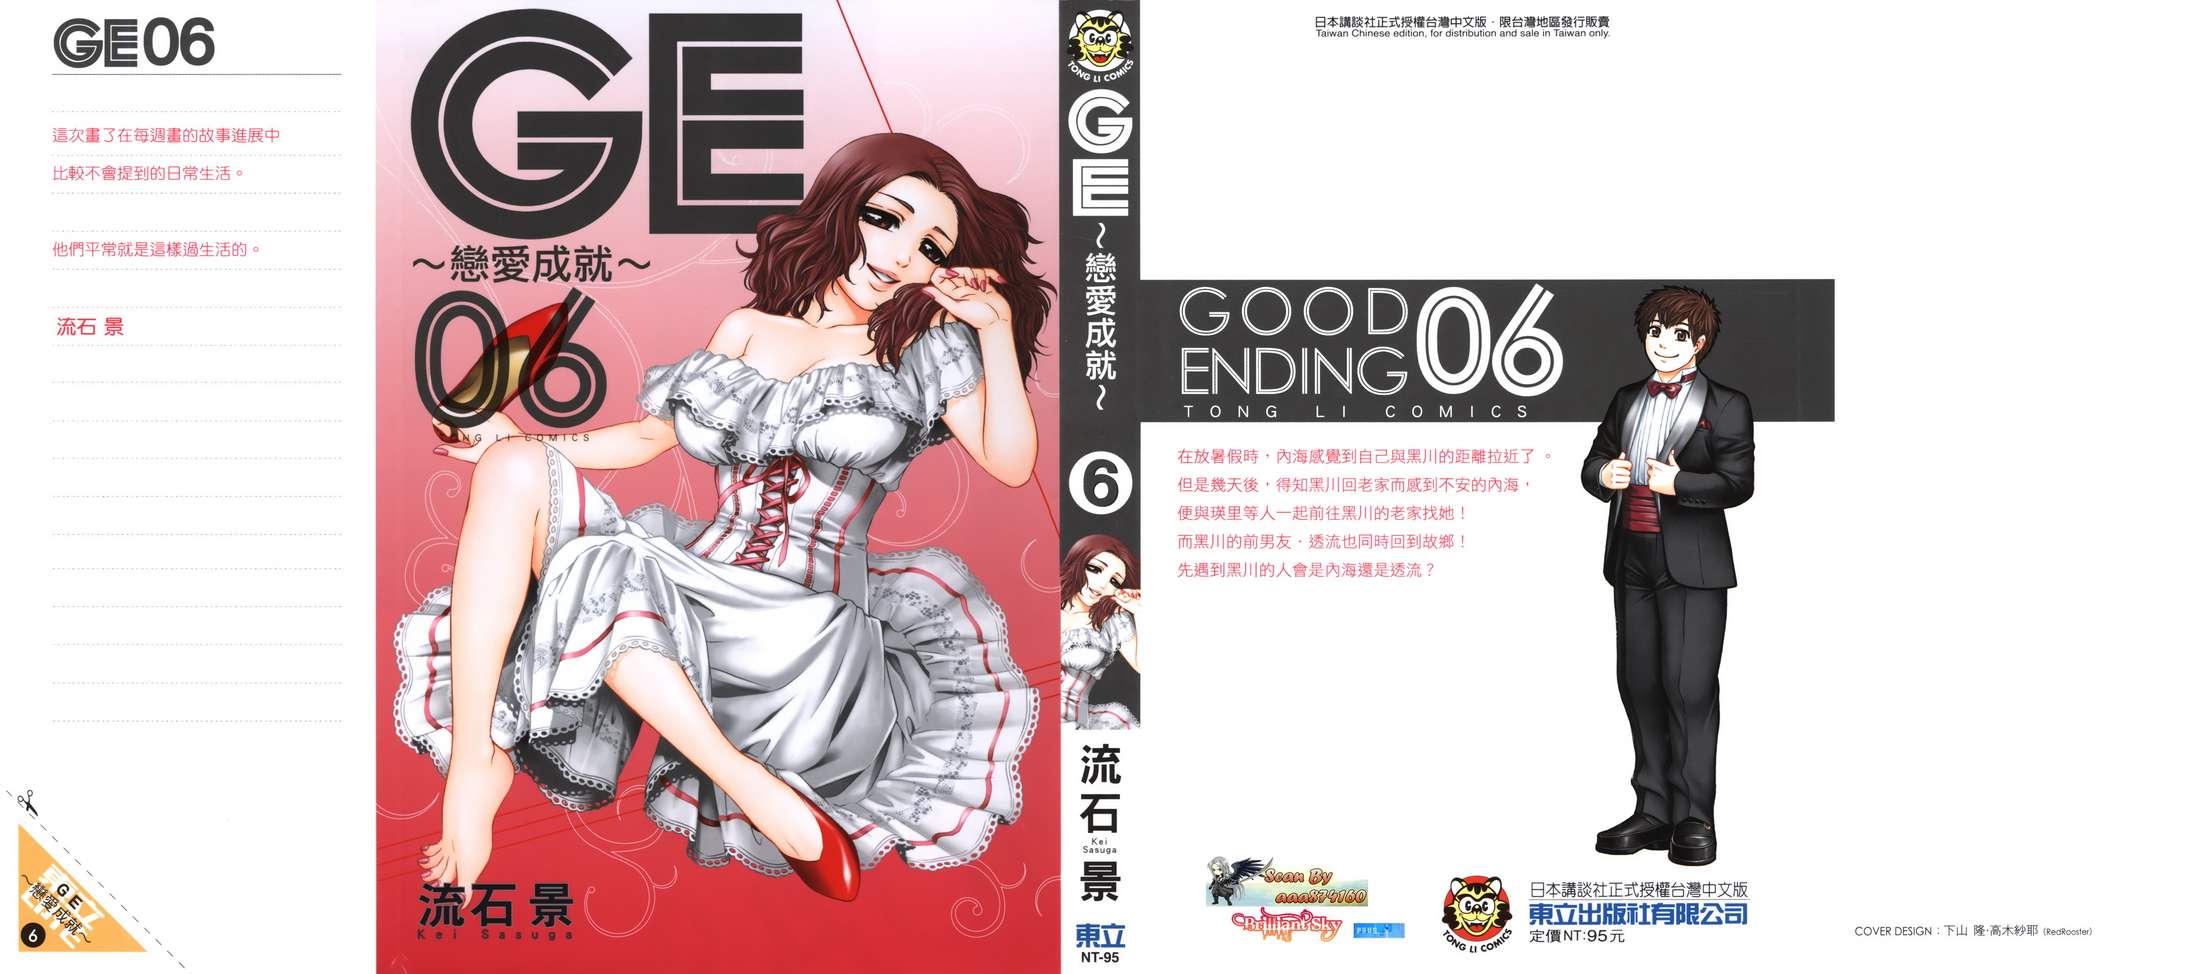 GE06
這次畫了在每週畫的故事進展中
比較不會提到的日常生活。
他們平常就是這樣過生活的。
流石 景
GE
～戀愛成就～
6
GE
～戀愛成就～
06
TONG LI COMICS
流石 景
Kei Sasuga
TONG LI COMICS
GE
～戀愛成就～
6
流石景
Kei
Sasuga
東立
NT-95
日本講談社正式授權台灣中文版．限台灣地區發行販賣
Taiwan Chinese edition, for distribution and sale in Taiwan only.
GOOD
ENDING 06
TONG LI COMICS
在放暑假時，內海感覺到自己與黑川的距離拉近了 。
但是幾天後，得知黑川回老家而感到不安的內海，
便與瑛里等人一起前往黑川的老家找她！
而黑川的前男友．透流也同時回到故鄉！
先遇到黑川的人會是內海還是透流？
Scan By
aaa874160
Brilliant Sky
TONG LI COMICS
日本講談社正式授權台灣中文版
東立出版社有限公司
定價NT:95元
COVER DESIGN：下山 隆·高木紗耶 (RedRooster)